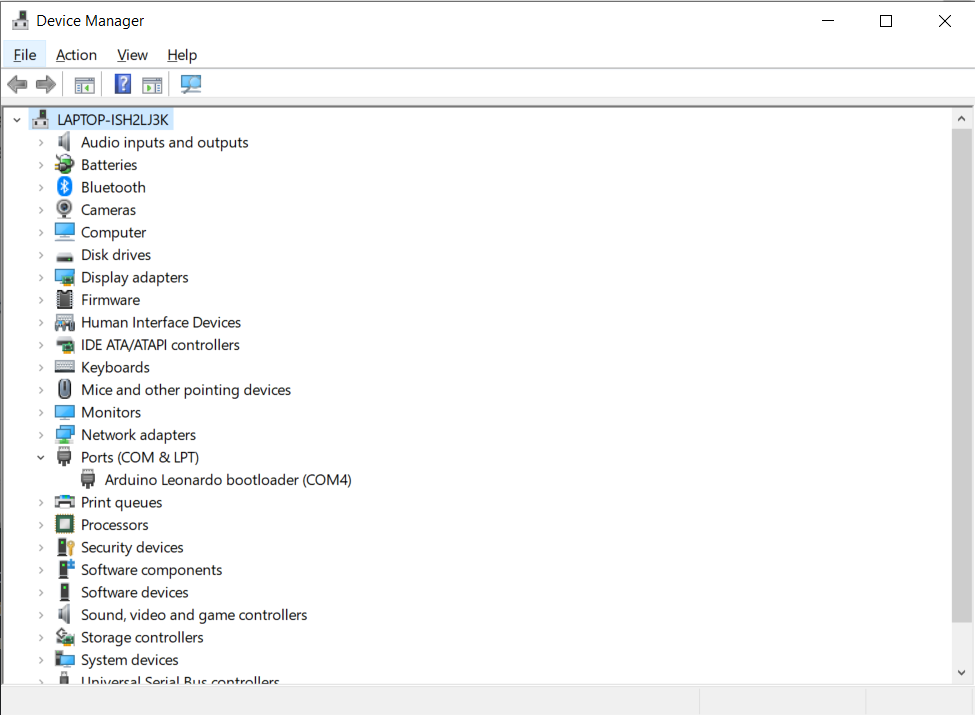 Device Manager
File Action View Help
LAPTOP-ISH2LJ3K
Audio inputs and outputs
Batteries
Bluetooth
Cameras
Computer
Disk drives
Display adapters
Firmware
Human Interface Devices
IDE ATA/ATAPI controllers
Keyboards
Mice and other pointing devices
Monitors
Network adapters
Ports (COM & LPT)
Arduino Leonardo bootloader (COM4)
Print queues
Processors
Security devices
Software components
Software devices
Sound, video and game controllers
Storage controllers
System devices
Universal Serial Bus controllers